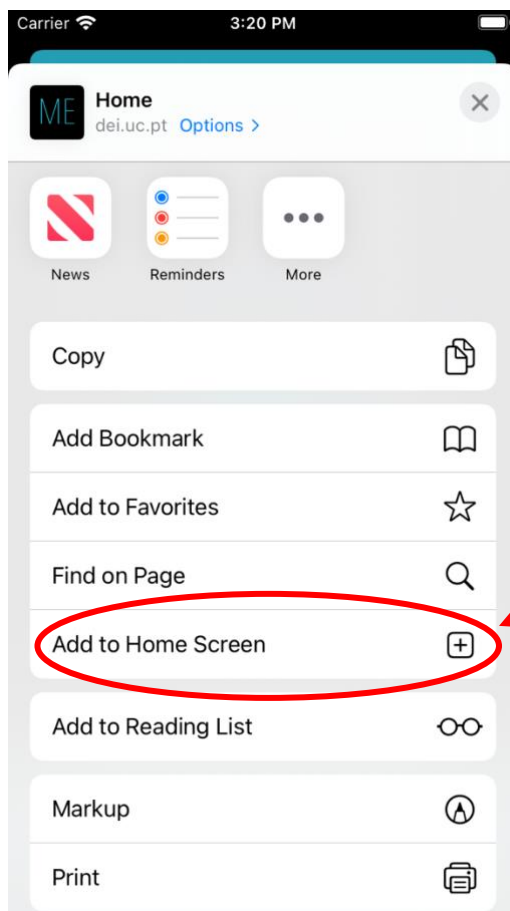 Carrier 3:20 PM
ME Home
dei.uc.pt Options >
News Reminders More
Copy
Add Bookmark
Add to Favorites
Find on Page
Add to Home Screen
Add to Reading List
Markup
Print